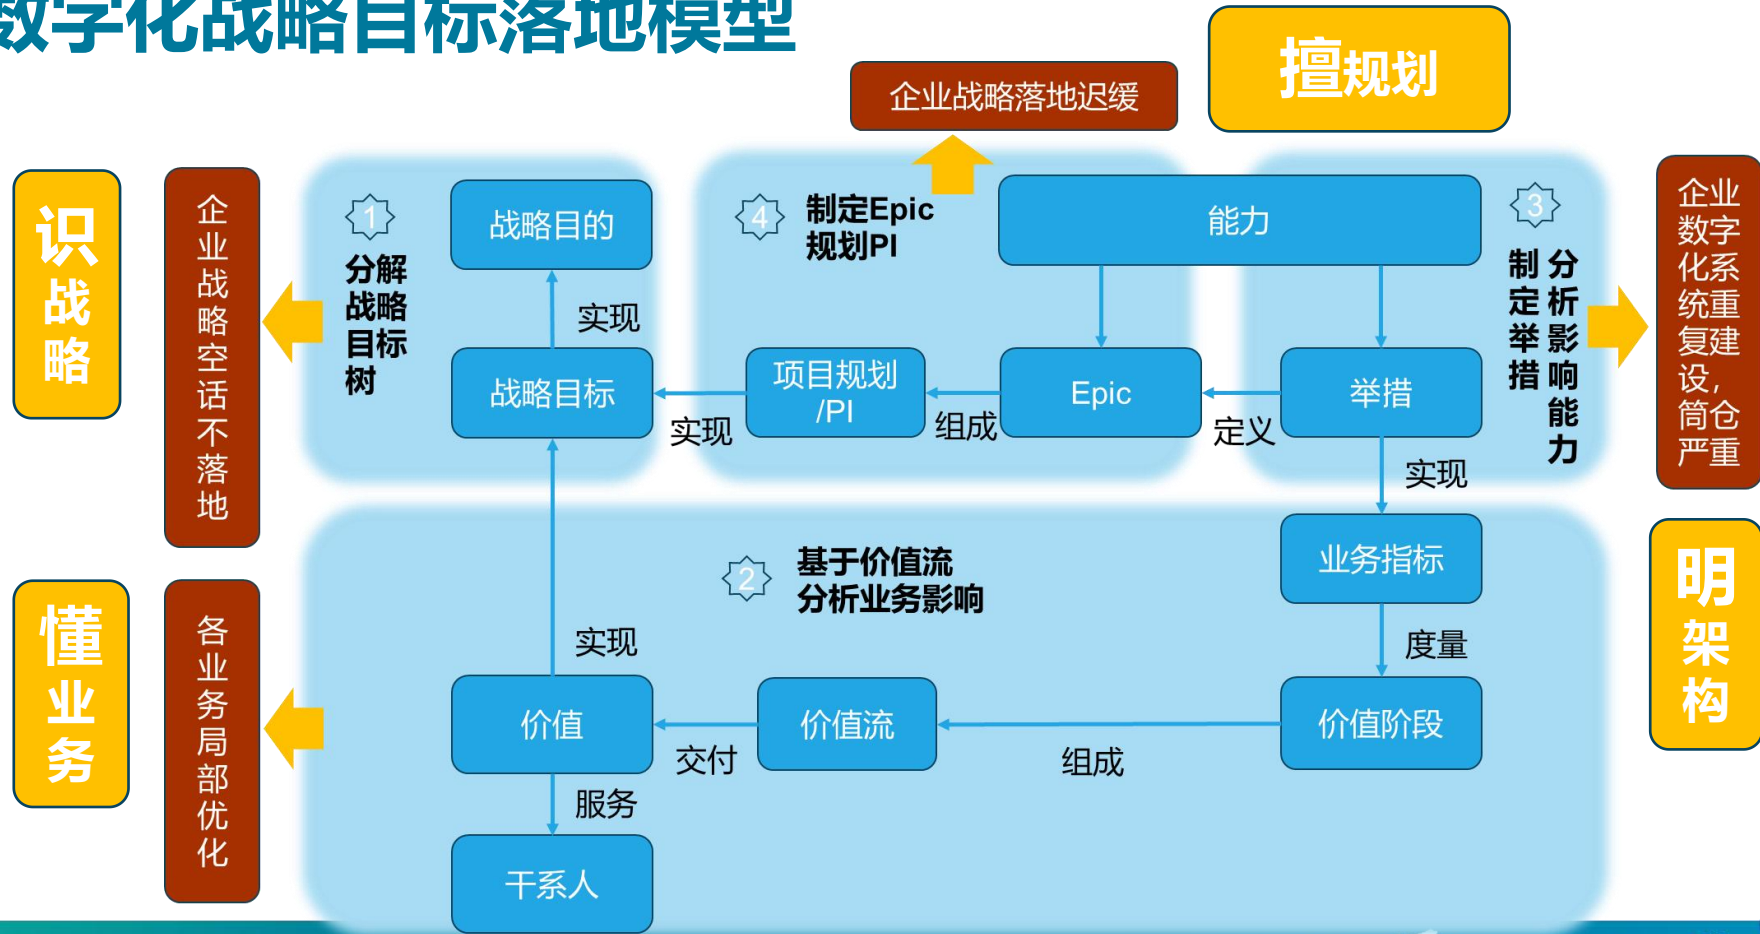 数字化战略目标落地模型
擅规划
企业战略落地迟缓
识战略
企业战略空话不落地
1
分解
战略
目标
树
战略目的
实现
战略目标
实现
4
制定Epic
规划PI
能力
项目规划
/PI
组成
Epic
定义
举措
3
分析影响能力
制定举措
企业
数字
化系
统重
复建
设，
筒仓
严重
实现
业务指标
度量
明架构
懂业务
各业务局部优化
2
基于价值流
分析业务影响
实现
价值
交付
价值流
组成
价值阶段
服务
干系人